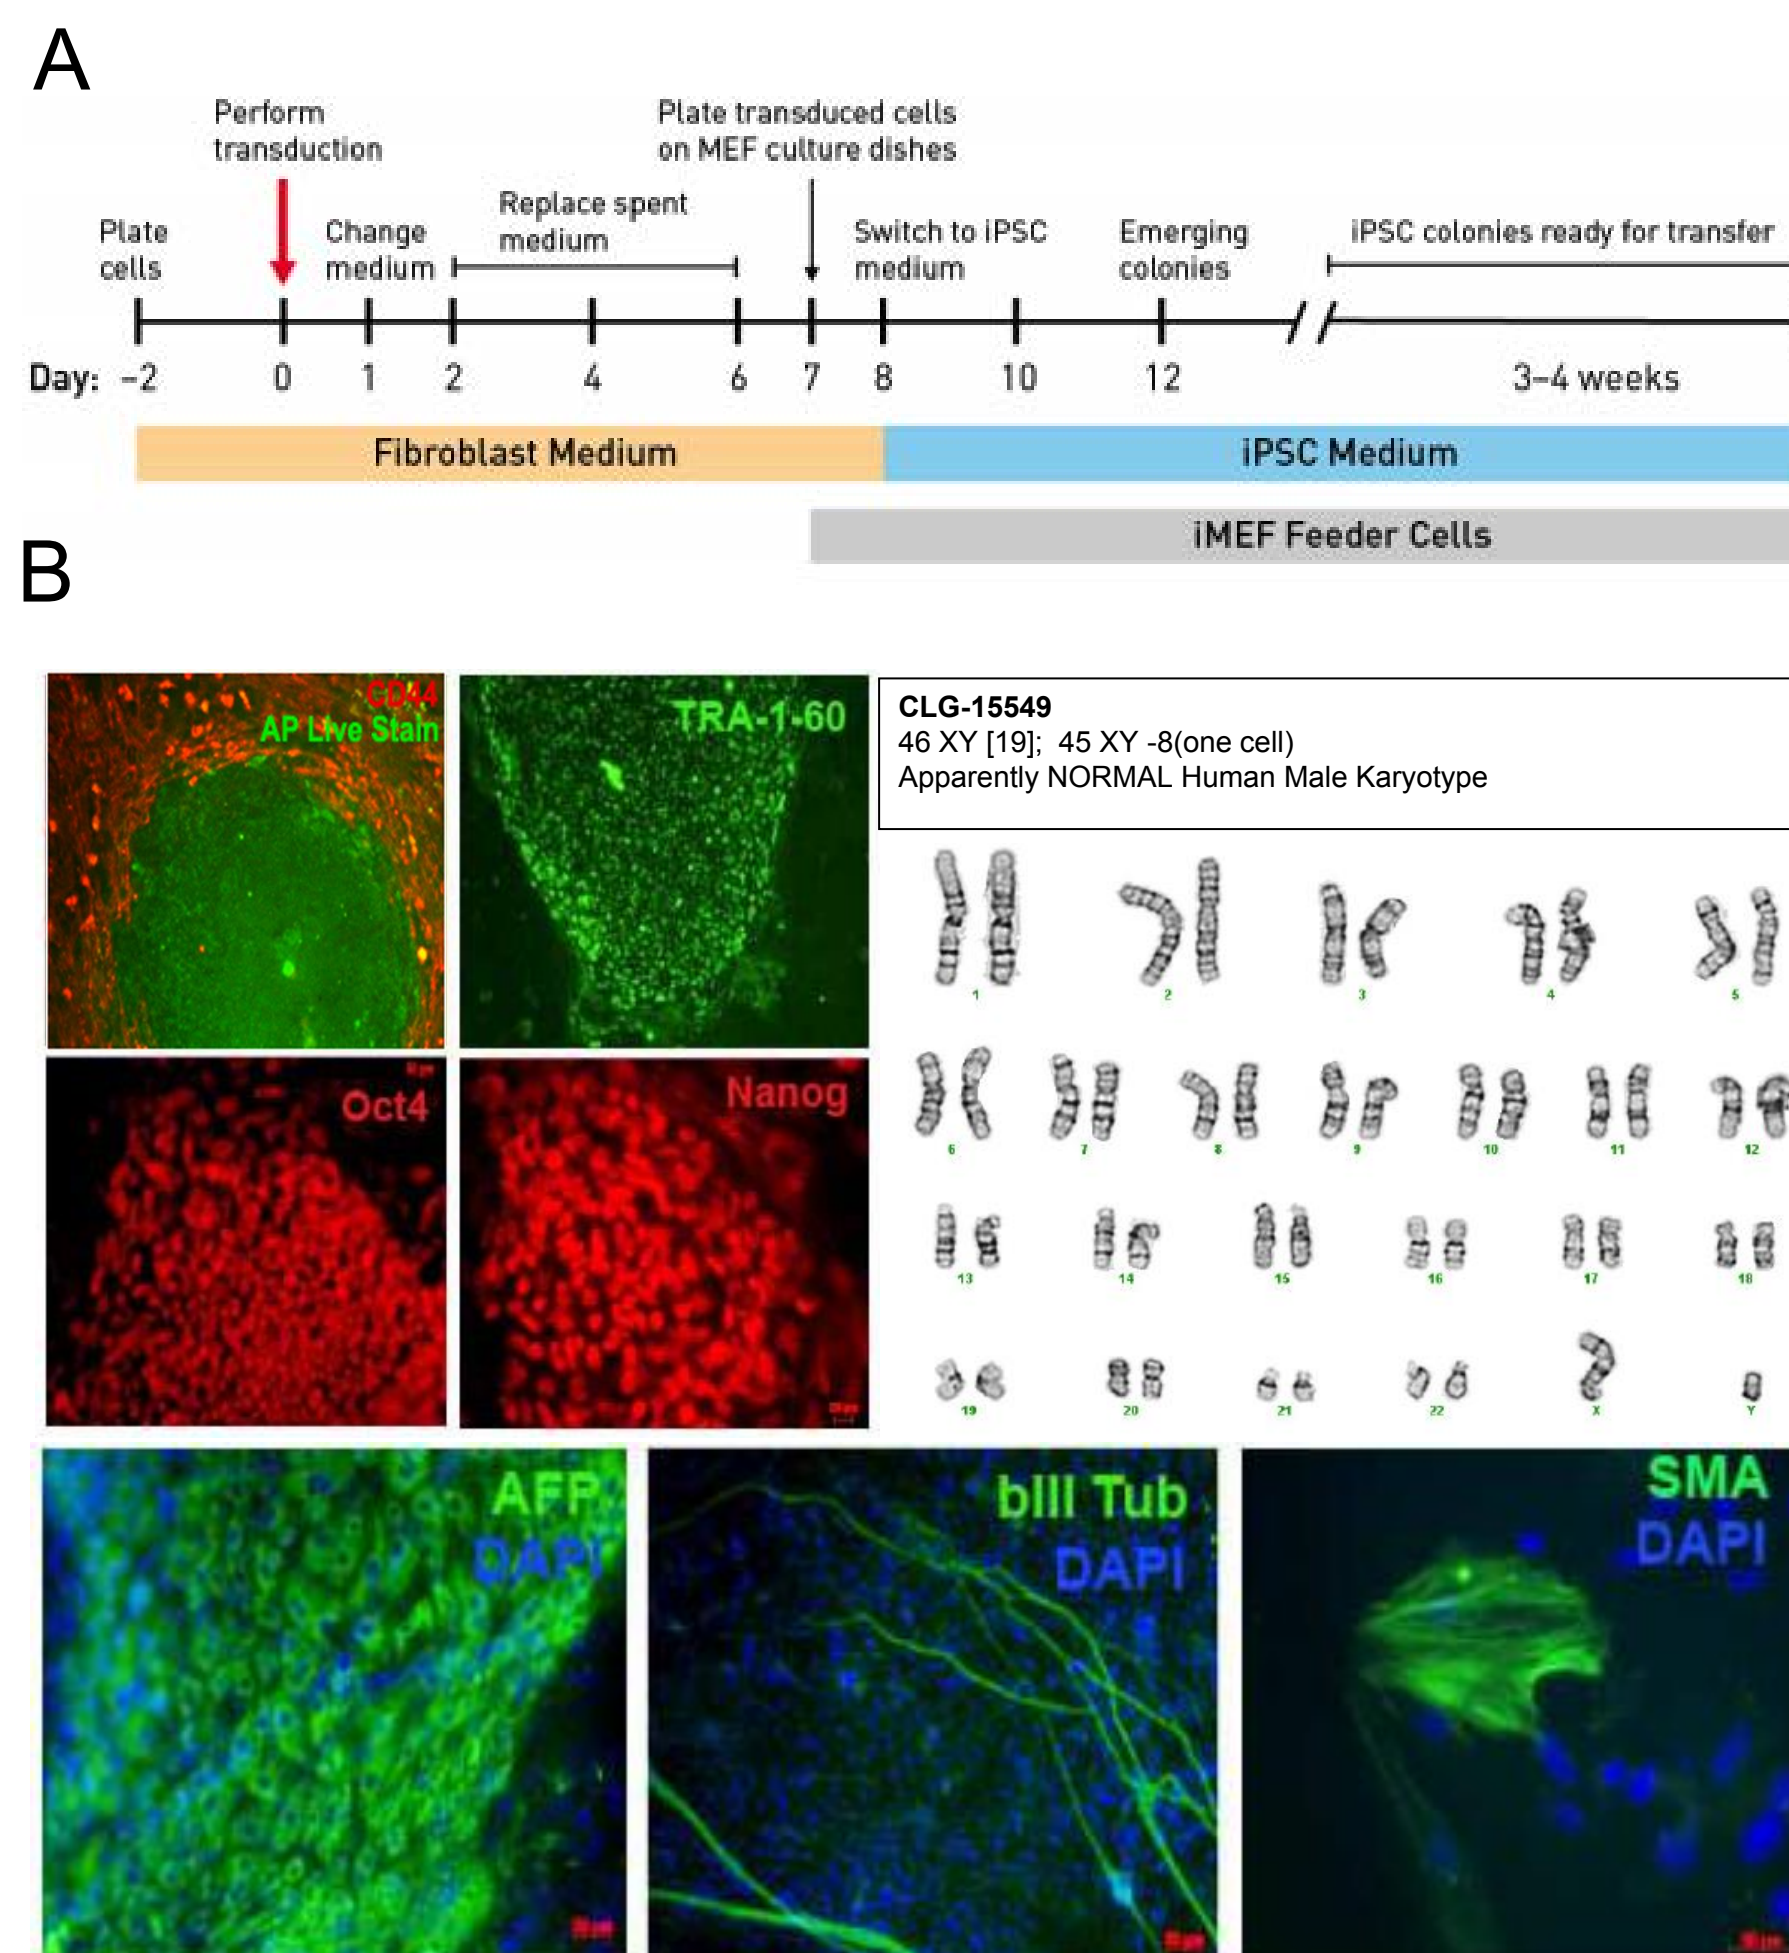 A
Perform
transduction
Plate transduced cells
on MEF culture dishes
Plate
cells
Change
medium
Replace spent
medium
Switch to iPSC
medium
Emerging
colonies
iPSC colonies ready for transfer
Day: –2 0 1 2 4 6 7 8 10 12 3–4 weeks
Fibroblast Medium
iPSC Medium
iMEF Feeder Cells
B
CD44
AP Live Stain
TRA-1-60
CLG-15549
46 XY [19]; 45 XY -8(one cell)
Apparently NORMAL Human Male Karyotype
Oct4
Nanog
1 2 3 4 5
6 7 8 9 10 11 12
13 14 15 16 17 18
19 20 21 22 X Y
AFP
DAPI
bIII Tub
DAPI
SMA
DAPI